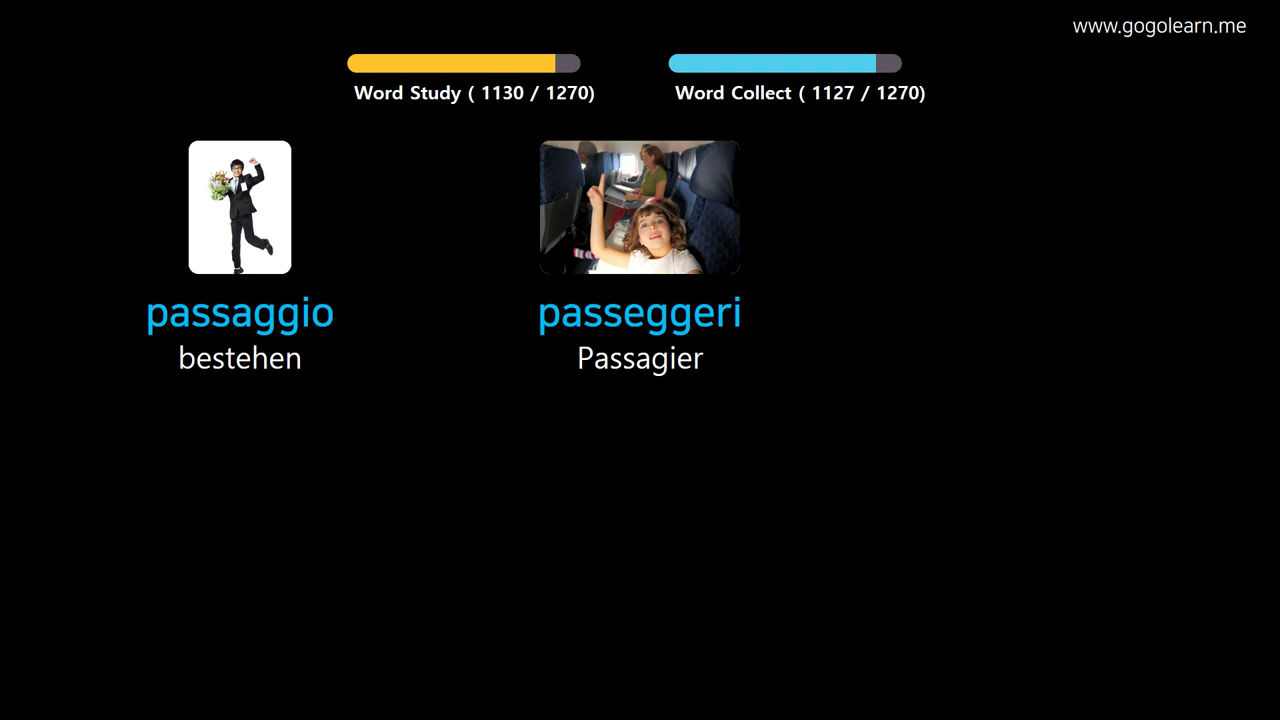 www.gogolearn.me
Word Study ( 1130 / 1270)
Word Collect ( 1127 / 1270)
passaggio
bestehen
passeggeri
Passagier